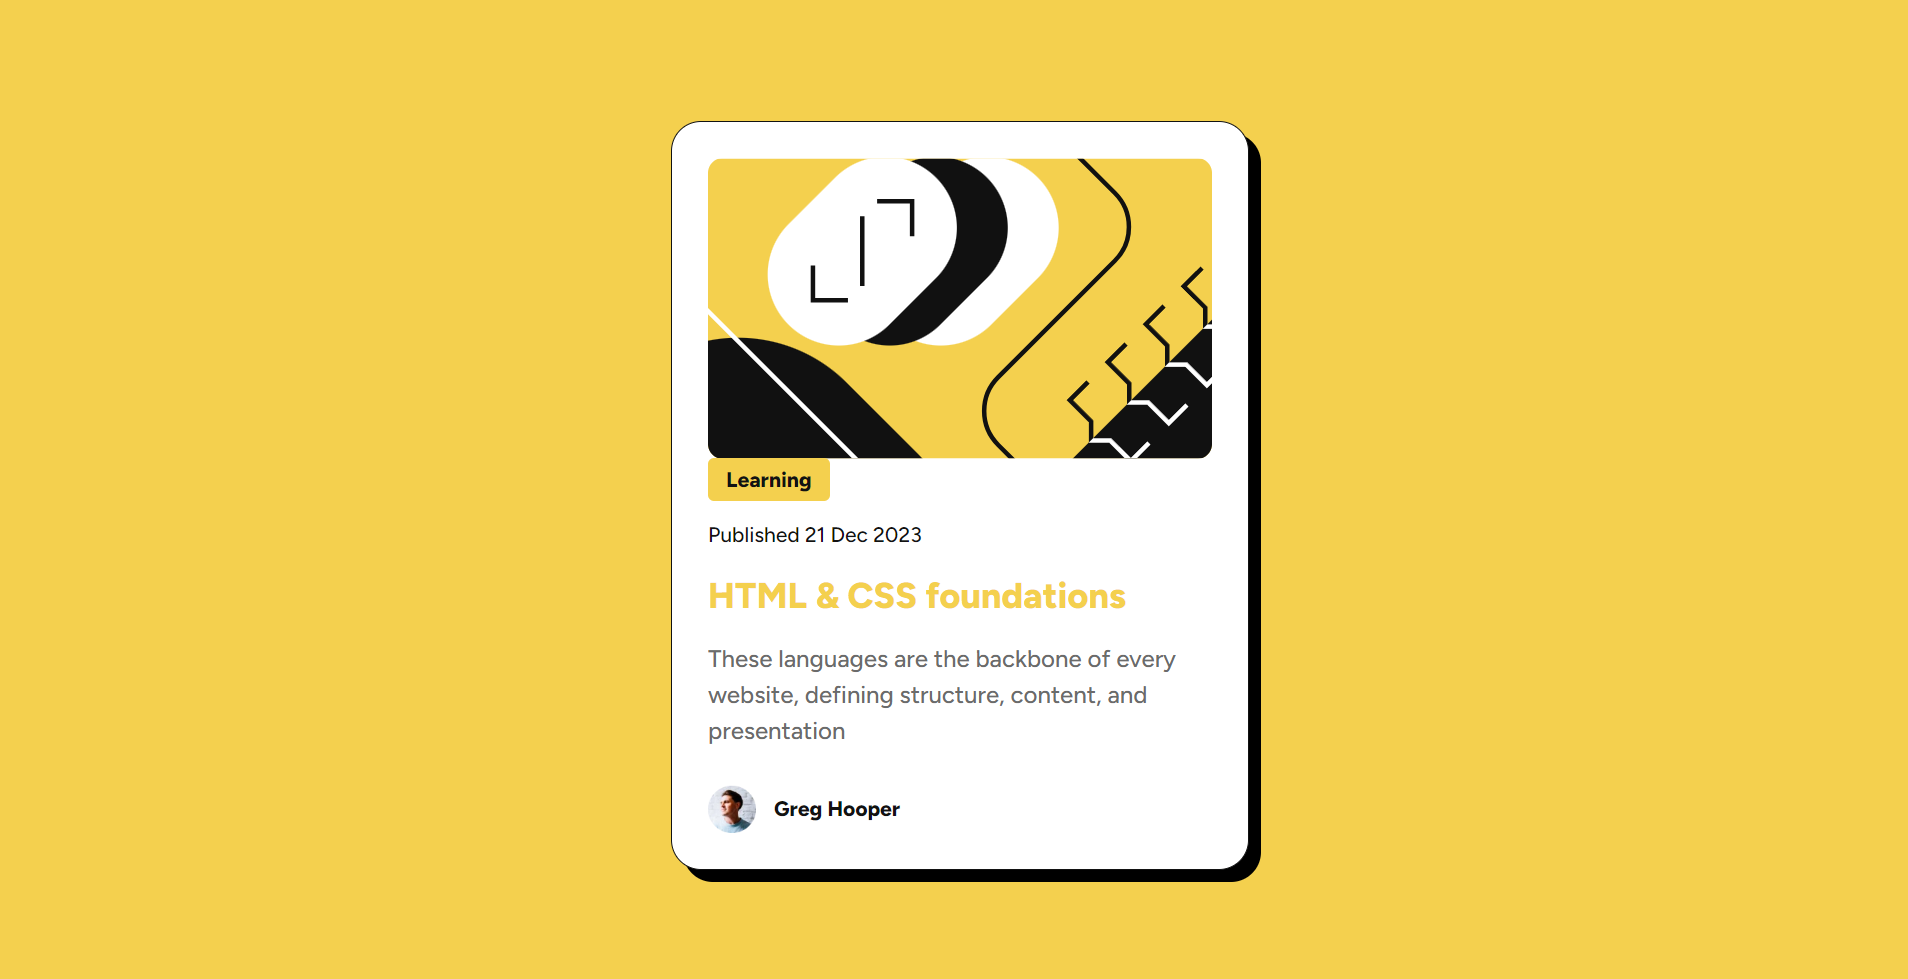 Learning
Published 21 Dec 2023
HTML & CSS foundations
These languages are the backbone of every
website, defining structure, content, and
presentation
Greg Hooper